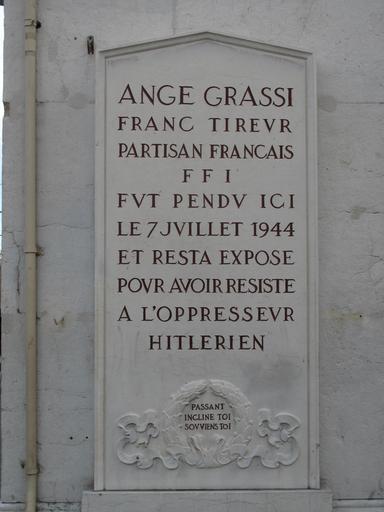 ANGE GRASSI
FRANC TIREVR
PARTISAN FRANCAIS
F F I
FVT PENDV ICI
LE 7 JVILLET 1944
ET RESTA EXPOSE
POVR AVOIR RESISTE
A L'OPPRESSEVR
HITLERIEN
PASSANT
INCLINE TOI
SOVVIENS TOI